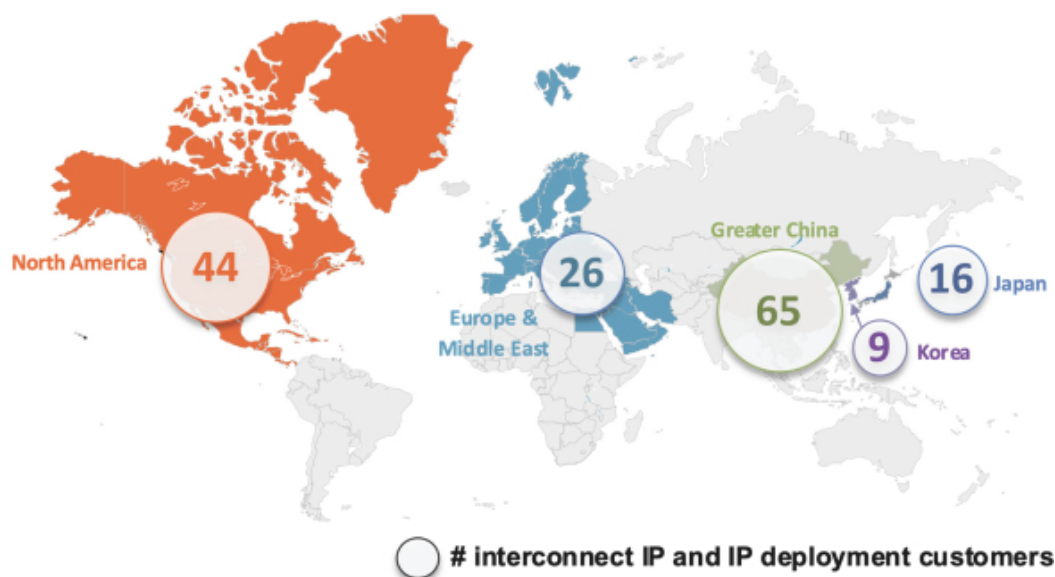 Greater China
North America
44
26
65
16
Japan
Europe &
Middle East
9
Korea
# interconnect IP and IP deployment customers